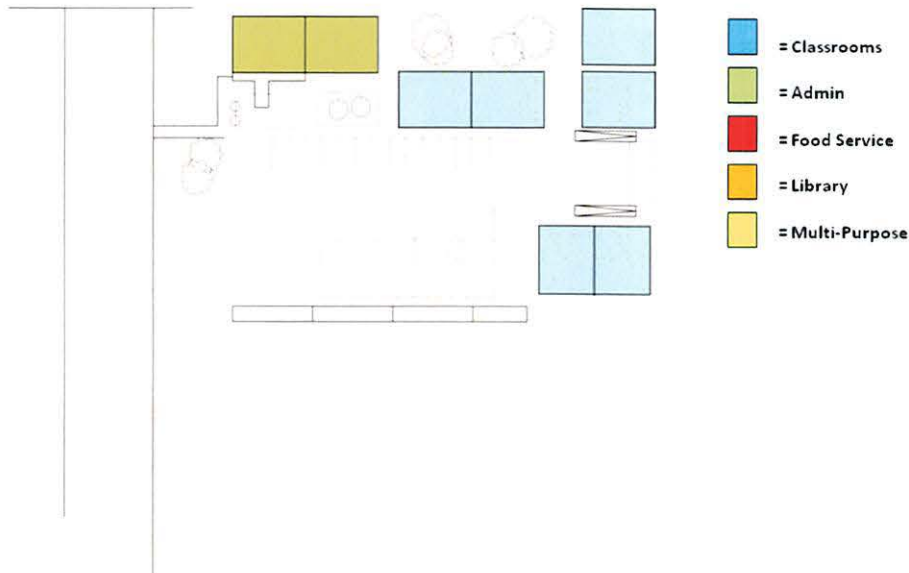 = Classrooms
= Admin
= Food Service
= Library
= Multi-Purpose